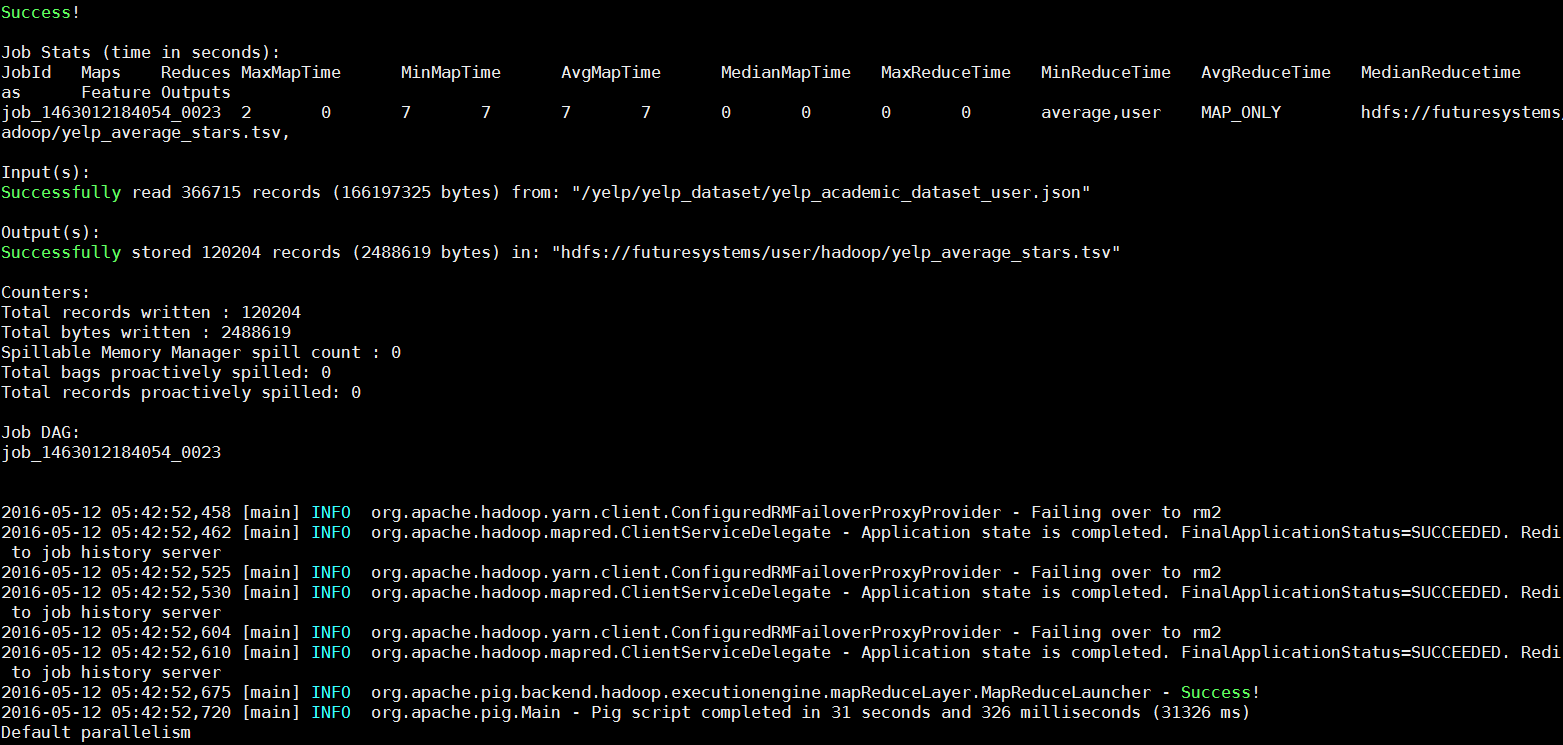 Success!
Job Stats (time in seconds):
JobId Maps Reduces MaxMapTime MinMapTime AvgMapTime MedianMapTime MaxReduceTime MinReduceTime AvgReduceTime MedianReducetime
as Feature Outputs
job_1463012184054_0023 2 0 7 7 7 7 0 0 0 0 average,user MAP_ONLY hdfs://futuresystems/
adoop/yelp_average_stars.tsv,
Input(s):
Successfully read 366715 records (166197325 bytes) from: "/yelp/yelp_dataset/yelp_academic_dataset_user.json"
Output(s):
Successfully stored 120204 records (2488619 bytes) in: "hdfs://futuresystems/user/hadoop/yelp_average_stars.tsv"
Counters:
Total records written : 120204
Total bytes written : 2488619
Spillable Memory Manager spill count : 0
Total bags proactively spilled: 0
Total records proactively spilled: 0
Job DAG:
job_1463012184054_0023
2016-05-12 05:42:52,458 [main] INFO org.apache.hadoop.yarn.client.ConfiguredRMFailoverProxyProvider - Failing over to rm2
2016-05-12 05:42:52,462 [main] INFO org.apache.hadoop.mapred.ClientServiceDelegate - Application state is completed. FinalApplicationStatus=SUCCEEDED. Redi
to job history server
2016-05-12 05:42:52,525 [main] INFO org.apache.hadoop.yarn.client.ConfiguredRMFailoverProxyProvider - Failing over to rm2
2016-05-12 05:42:52,530 [main] INFO org.apache.hadoop.mapred.ClientServiceDelegate - Application state is completed. FinalApplicationStatus=SUCCEEDED. Redi
to job history server
2016-05-12 05:42:52,604 [main] INFO org.apache.hadoop.yarn.client.ConfiguredRMFailoverProxyProvider - Failing over to rm2
2016-05-12 05:42:52,610 [main] INFO org.apache.hadoop.mapred.ClientServiceDelegate - Application state is completed. FinalApplicationStatus=SUCCEEDED. Redi
to job history server
2016-05-12 05:42:52,675 [main] INFO org.apache.pig.backend.hadoop.executionengine.mapReduceLayer.MapReduceLauncher - Success!
2016-05-12 05:42:52,720 [main] INFO org.apache.pig.Main - Pig script completed in 31 seconds and 326 milliseconds (31326 ms)
Default parallelism